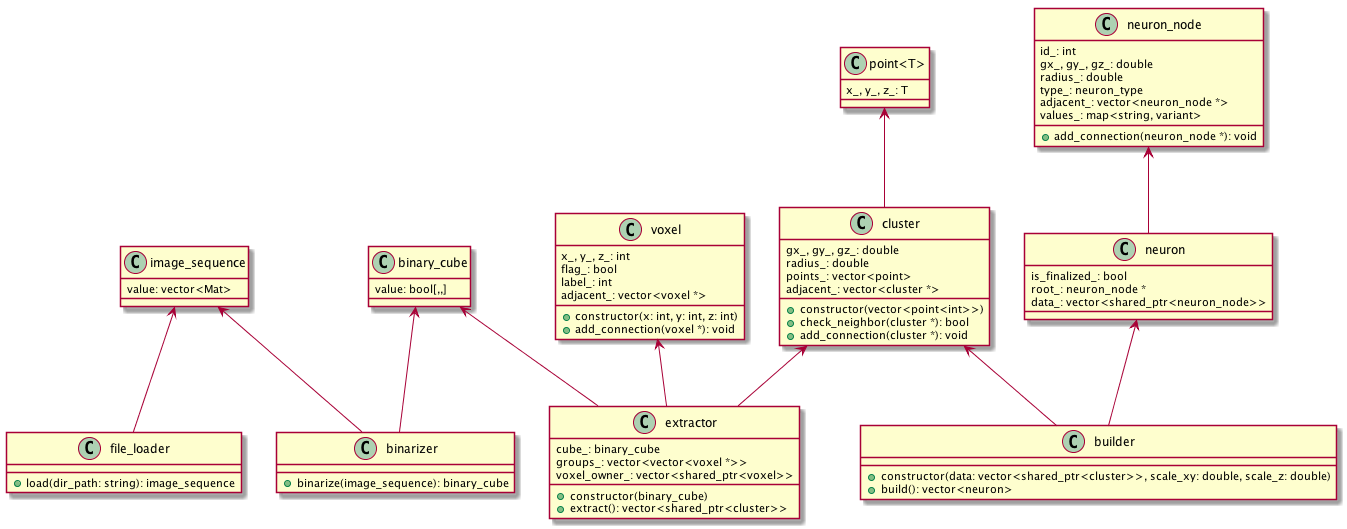 C neuron_node
id_: int
gx_, gy_, gz_: double
radius_: double
type_: neuron_type
adjacent_: vector<neuron_node *>
values_: map<string, variant>
add_connection(neuron_node *): void
C point<T>
x_, y_, z_: T
C voxel
x_, y_, z_: int
flag_: bool
label_: int
adjacent_: vector<voxel *>
constructor(x: int, y: int, z: int)
add_connection(voxel *): void
C cluster
gx_, gy_, gz_: double
radius_: double
points_: vector<point>
adjacent_: vector<cluster *>
constructor(vector<point<int>>)
check_neighbor(cluster *): bool
add_connection(cluster *): void
C neuron
is_finalized_: bool
root_: neuron_node *
data_: vector<shared_ptr<neuron_node>>
C image_sequence
value: vector<Mat>
C binary_cube
value: bool[,,]
C file_loader
load(dir_path: string): image_sequence
C binarizer
binarize(image_sequence): binary_cube
C extractor
cube_: binary_cube
groups_: vector<vector<voxel *>>
voxel_owner_: vector<shared_ptr<voxel>>
constructor(binary_cube)
extract(): vector<shared_ptr<cluster>>
C builder
constructor(data: vector<shared_ptr<cluster>>, scale_xy: double, scale_z: double)
build(): vector<neuron>